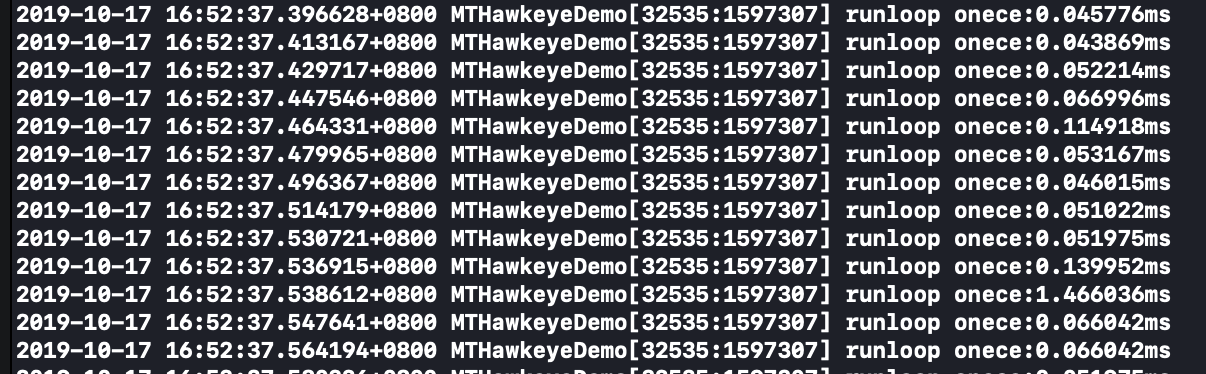 2019-10-17 16:52:37.396628+0800 MTHawkeyeDemo[32535:1597307] runloop onece:0.045776ms
2019-10-17 16:52:37.413167+0800 MTHawkeyeDemo[32535:1597307] runloop onece:0.043869ms
2019-10-17 16:52:37.429717+0800 MTHawkeyeDemo[32535:1597307] runloop onece:0.052214ms
2019-10-17 16:52:37.447546+0800 MTHawkeyeDemo[32535:1597307] runloop onece:0.066996ms
2019-10-17 16:52:37.464331+0800 MTHawkeyeDemo[32535:1597307] runloop onece:0.114918ms
2019-10-17 16:52:37.479965+0800 MTHawkeyeDemo[32535:1597307] runloop onece:0.053167ms
2019-10-17 16:52:37.496367+0800 MTHawkeyeDemo[32535:1597307] runloop onece:0.046015ms
2019-10-17 16:52:37.514179+0800 MTHawkeyeDemo[32535:1597307] runloop onece:0.051022ms
2019-10-17 16:52:37.530721+0800 MTHawkeyeDemo[32535:1597307] runloop onece:0.051975ms
2019-10-17 16:52:37.536915+0800 MTHawkeyeDemo[32535:1597307] runloop onece:0.139952ms
2019-10-17 16:52:37.538612+0800 MTHawkeyeDemo[32535:1597307] runloop onece:1.466036ms
2019-10-17 16:52:37.547641+0800 MTHawkeyeDemo[32535:1597307] runloop onece:0.066042ms
2019-10-17 16:52:37.564194+0800 MTHawkeyeDemo[32535:1597307] runloop onece:0.066042ms